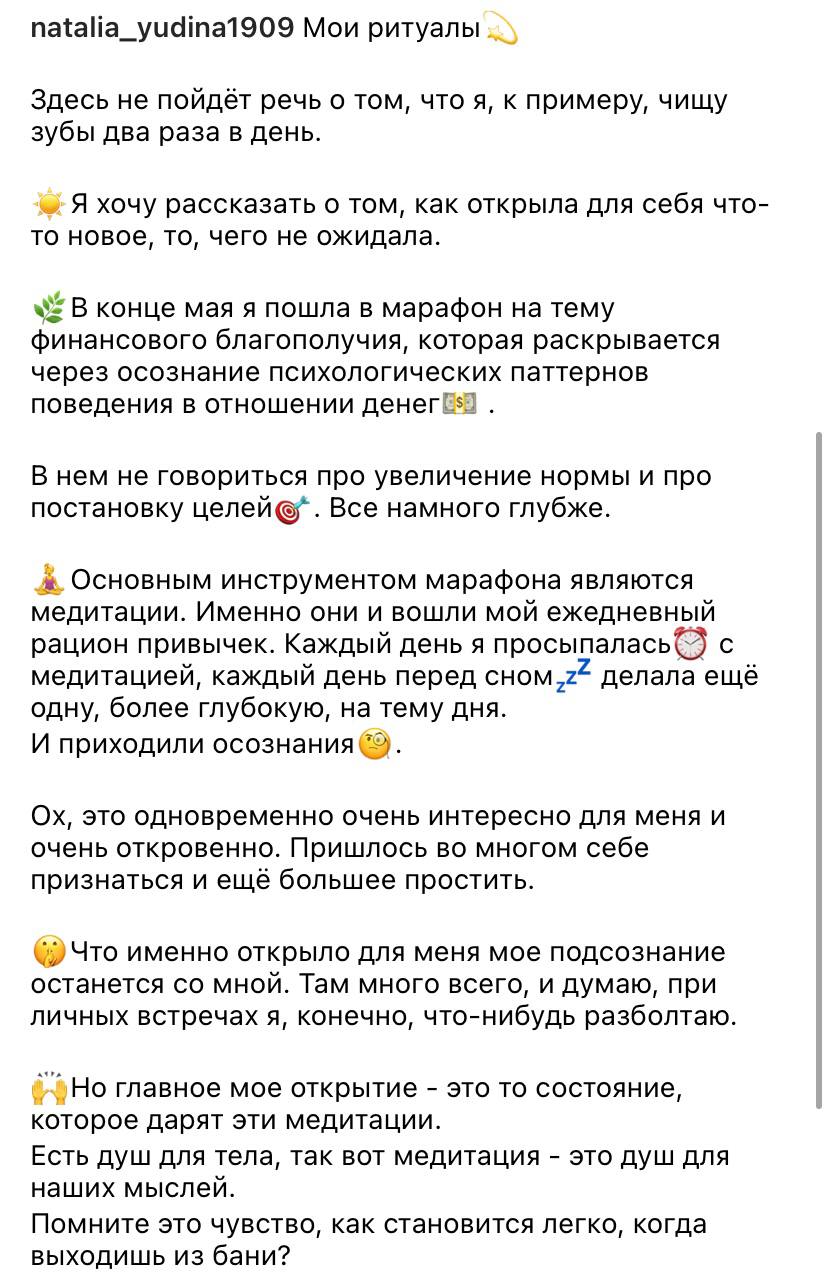 natalia_yudina1909 Мои ритуалы💫
Здесь не пойдёт речь о том, что я, к примеру, чищу
зубы два раза в день.
☀️Я хочу рассказать о том, как открыла для себя что-
то новое, то, чего не ожидала.
🌿В конце мая я пошла в марафон на тему
финансового благополучия, которая раскрывается
через осознание психологических паттернов
поведения в отношении денег💵 .
В нем не говориться про увеличение нормы и про
постановку целей🎯. Все намного глубже.
🧘‍♀️Основным инструментом марафона являются
медитации. Именно они и вошли мой ежедневный
рацион привычек. Каждый день я просыпалась⏰ с
медитацией, каждый день перед сном💤 делала ещё
одну, более глубокую, на тему дня.
И приходили осознания🧐.
Ох, это одновременно очень интересно для меня и
очень откровенно. Пришлось во многом себе
признаться и ещё большее простить.
🤫Что именно открыло для меня мое подсознание
останется со мной. Там много всего, и думаю, при
личных встречах я, конечно, что-нибудь разболтаю.
🙌Но главное мое открытие - это то состояние,
которое дарят эти медитации.
Есть душ для тела, так вот медитация - это душ для
наших мыслей.
Помните это чувство, как становится легко, когда
выходишь из бани?